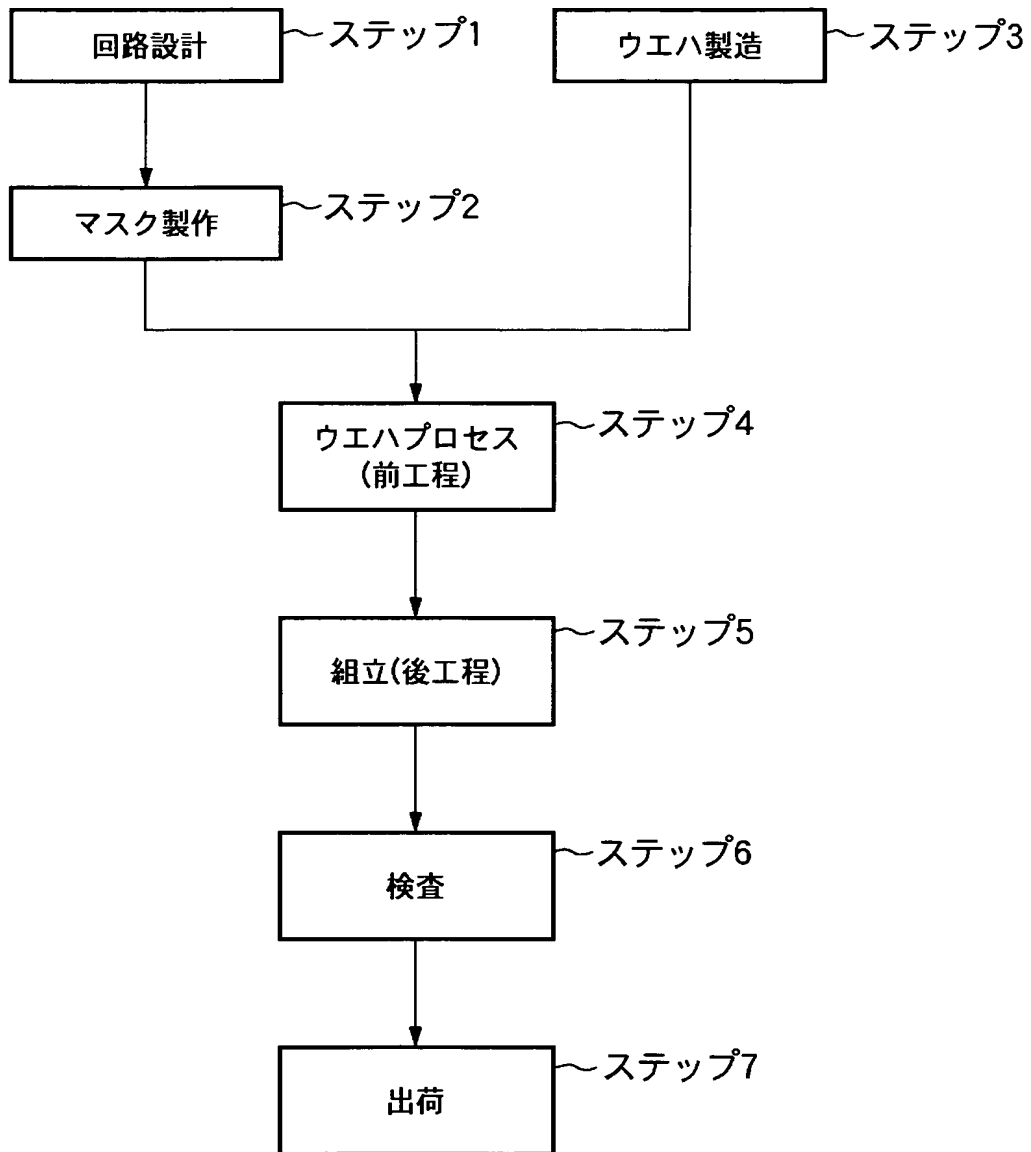 回路設計
ステップ1
ウエハ製造
ステップ3
マスク製作
ステップ2
ウエハプロセス
(前工程)
ステップ4
組立(後工程)
ステップ5
検査
ステップ6
出荷
ステップ7